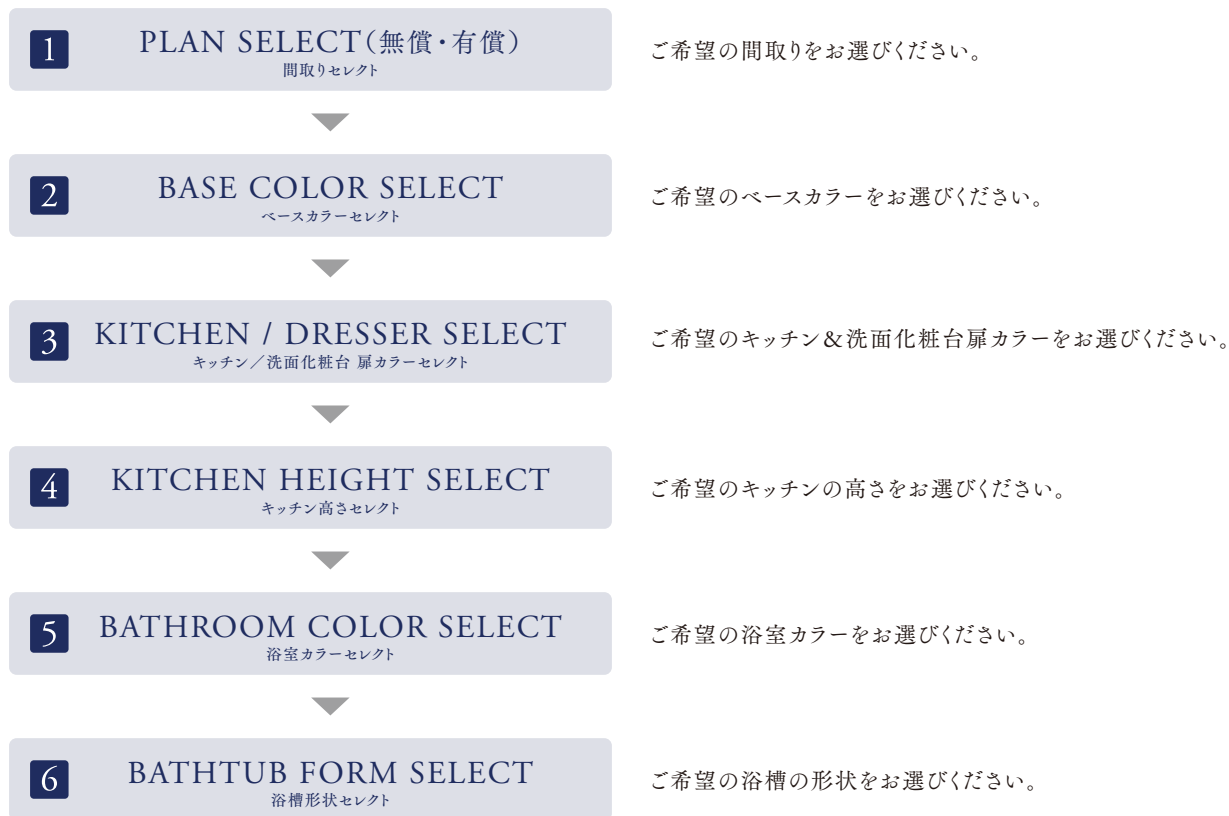 1
PLAN SELECT(無償・有償)
間取りセレクト
ご希望の間取りをお選びください。
2
BASE COLOR SELECT
ベースカラーセレクト
ご希望のベースカラーをお選びください。
3
KITCHEN / DRESSER SELECT
キッチン／洗面化粧台 扉カラーセレクト
ご希望のキッチン&洗面化粧台扉カラーをお選びください。
4
KITCHEN HEIGHT SELECT
キッチン高さセレクト
ご希望のキッチンの高さをお選びください。
5
BATHROOM COLOR SELECT
浴室カラーセレクト
ご希望の浴室カラーをお選びください。
6
BATHTUB FORM SELECT
浴槽形状セレクト
ご希望の浴槽の形状をお選びください。